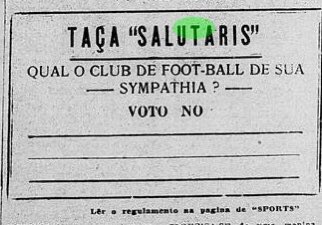 TAÇA "SALUTARIS"
QUAL O CLUB DE FOOT-BALL DE SUA
SYMPATHIA ?
VOTO NO
Lêr o regulamento na pagina de "SPORTS"